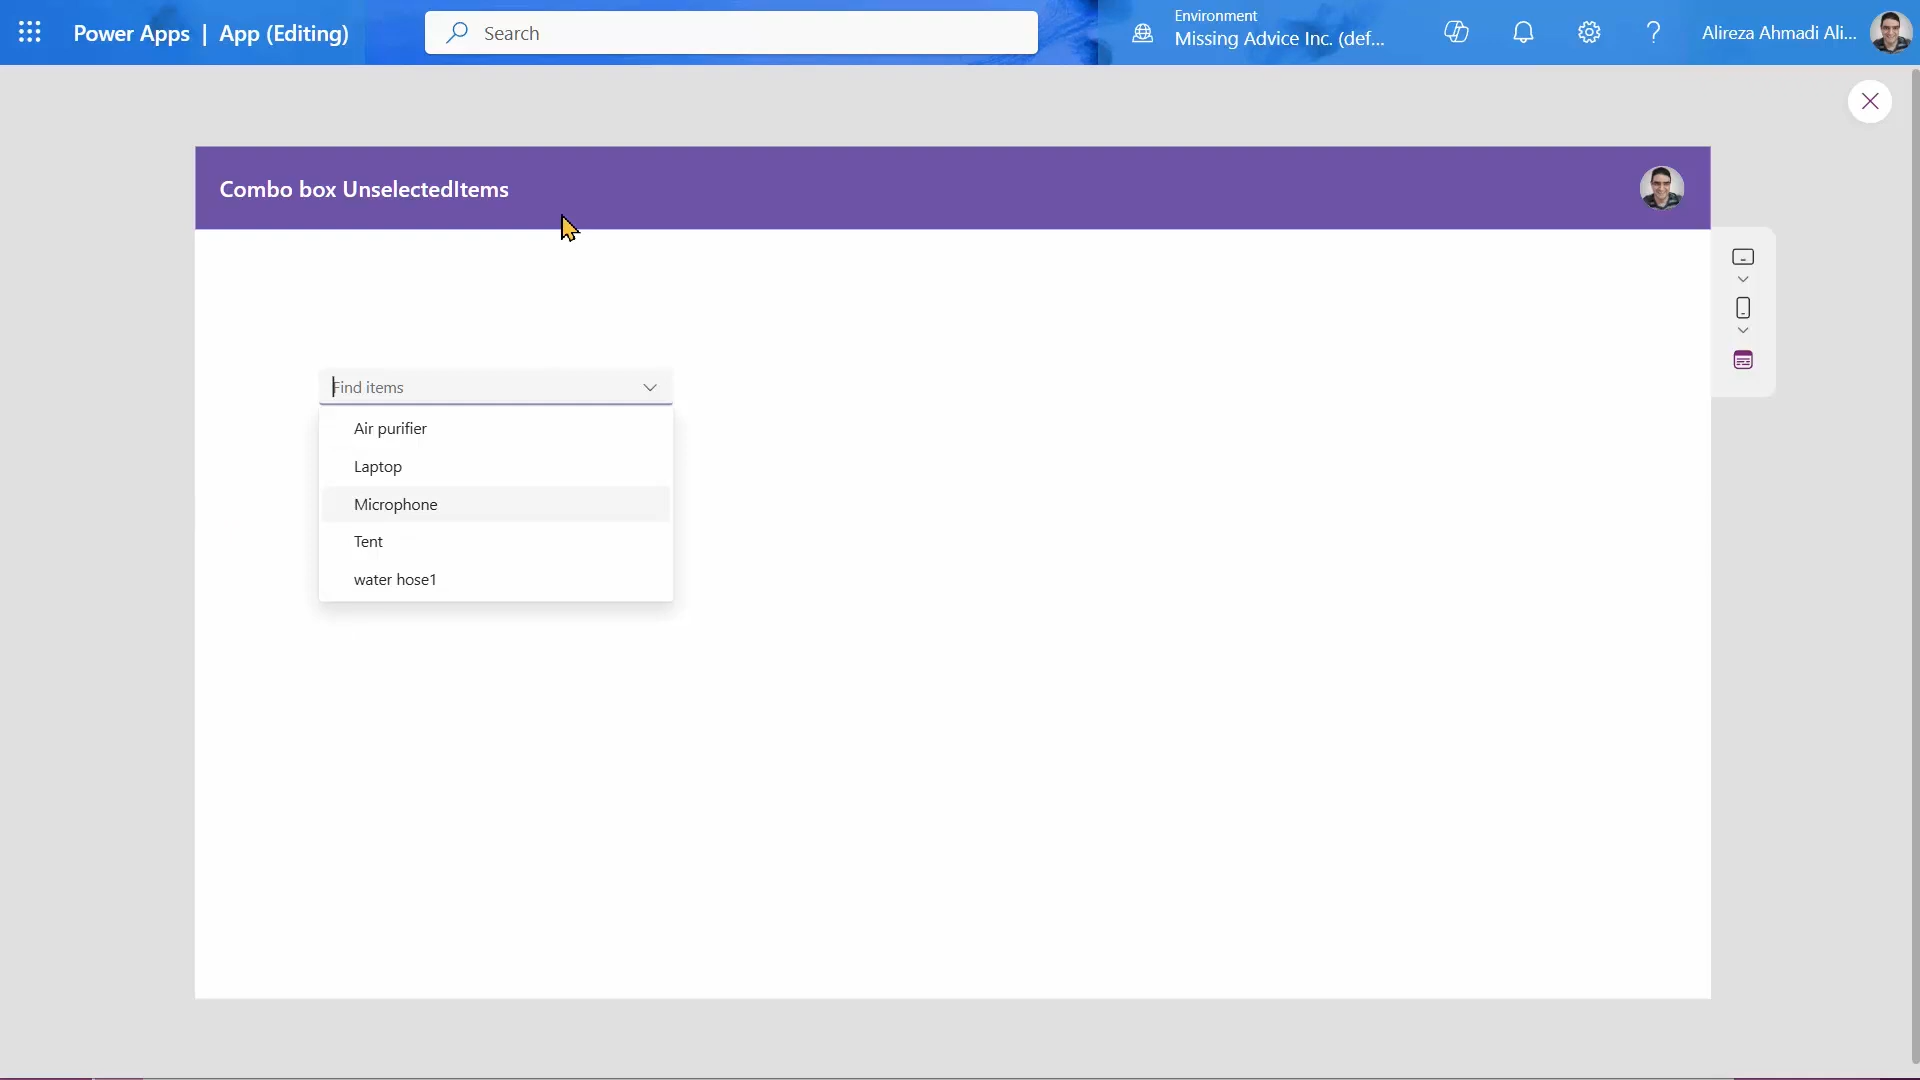 Power Apps | App (Editing)
Search
Environment
Missing Advice Inc. (def...
Alireza Ahmadi Ali...
Combo box UnselectedItems
Find items
Air purifier
Laptop
Microphone
Tent
water hose1